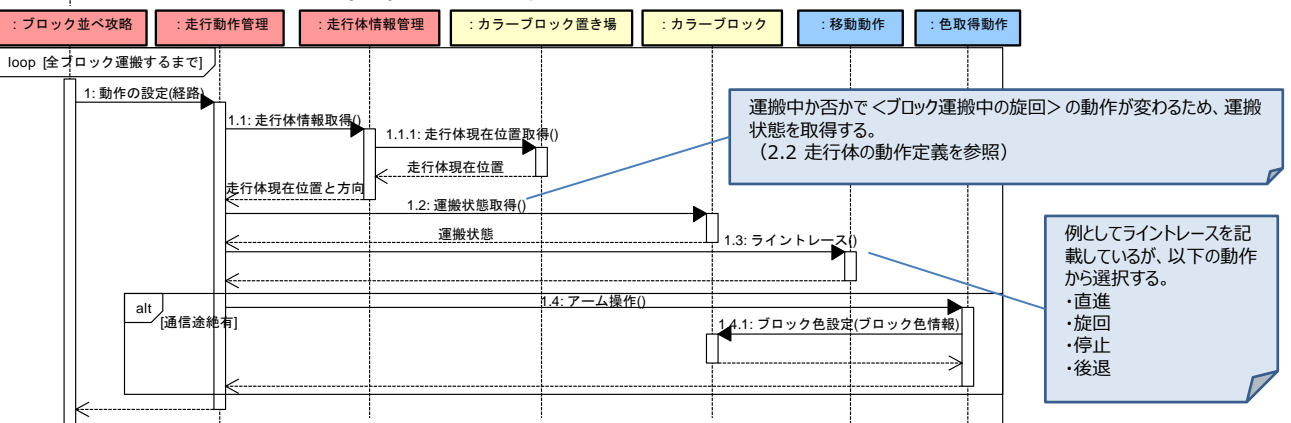 : ブロック並べ攻略
: 走行動作管理
: 走行体情報管理
: カラーブロック置き場
: カラーブロック
: 移動動作
: 色取得動作
loop [全ブロック運搬するまで]
1: 動作の設定(経路)
運搬中か否かで<ブロック運搬中の旋回>の動作が変わるため、運搬
状態を取得する。
(2.2 走行体の動作定義を参照)
1.1: 走行体情報取得()
1.1.1: 走行体現在位置取得()
走行体現在位置
走行体現在位置と方向
1.2: 運搬状態取得()
運搬状態
1.3: ライントレース()
例としてライントレースを記
載しているが、以下の動作
から選択する。
・直進
・旋回
・停止
・後退
alt
[通信途絶有]
1.4: アーム操作()
1.4.1: ブロック色設定(ブロック色情報)